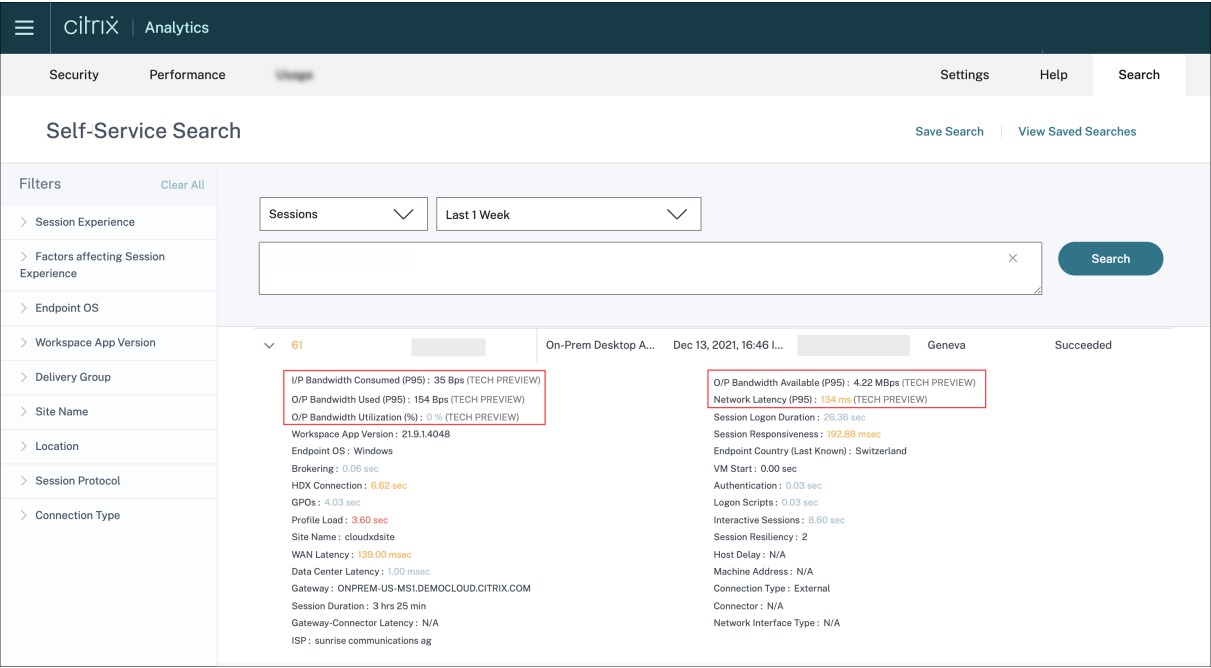 citrix Analytics
Security Performance Usage Settings Help Search
Self-Service Search Save Search View Saved Searches
Filters Clear All
Session Experience
Factors affecting Session
Experience
Endpoint OS
Workspace App Version
Delivery Group
Site Name
Location
Session Protocol
Connection Type
Sessions Last 1 Week
Search
61 On-Prem Desktop A... Dec 13, 2021, 16:46 I... Geneva Succeeded
I/P Bandwidth Consumed (P95) : 35 Bps (TECH PREVIEW)
O/P Bandwidth Used (P95) : 154 Bps (TECH PREVIEW)
O/P Bandwidth Utilization (%) : 0 % (TECH PREVIEW)
Workspace App Version : 21.9.1.4048
Endpoint OS : Windows
Brokering : 0.06 sec
HDX Connection : 6.62 sec
GPOs : 4.03 sec
Profile Load : 3.60 sec
Site Name : cloudxdsite
WAN Latency : 139.00 msec
Data Center Latency : 1.00 msec
Gateway : ONPREM-US-MS1.DEMOCLOUD.CITRIX.COM
Session Duration : 3 hrs 25 min
Gateway-Connector Latency : N/A
ISP : sunrise communications ag
O/P Bandwidth Available (P95) : 4.22 MBps (TECH PREVIEW)
Network Latency (P95) : 134 ms (TECH PREVIEW)
Session Logon Duration : 26.36 sec
Session Responsiveness : 192.88 msec
Endpoint Country (Last Known) : Switzerland
VM Start : 0.00 sec
Authentication : 0.03 sec
Logon Scripts : 0.03 sec
Interactive Sessions : 8.60 sec
Session Resiliency : 2
Host Delay : N/A
Machine Address : N/A
Connection Type : External
Connector : N/A
Network Interface Type : N/A